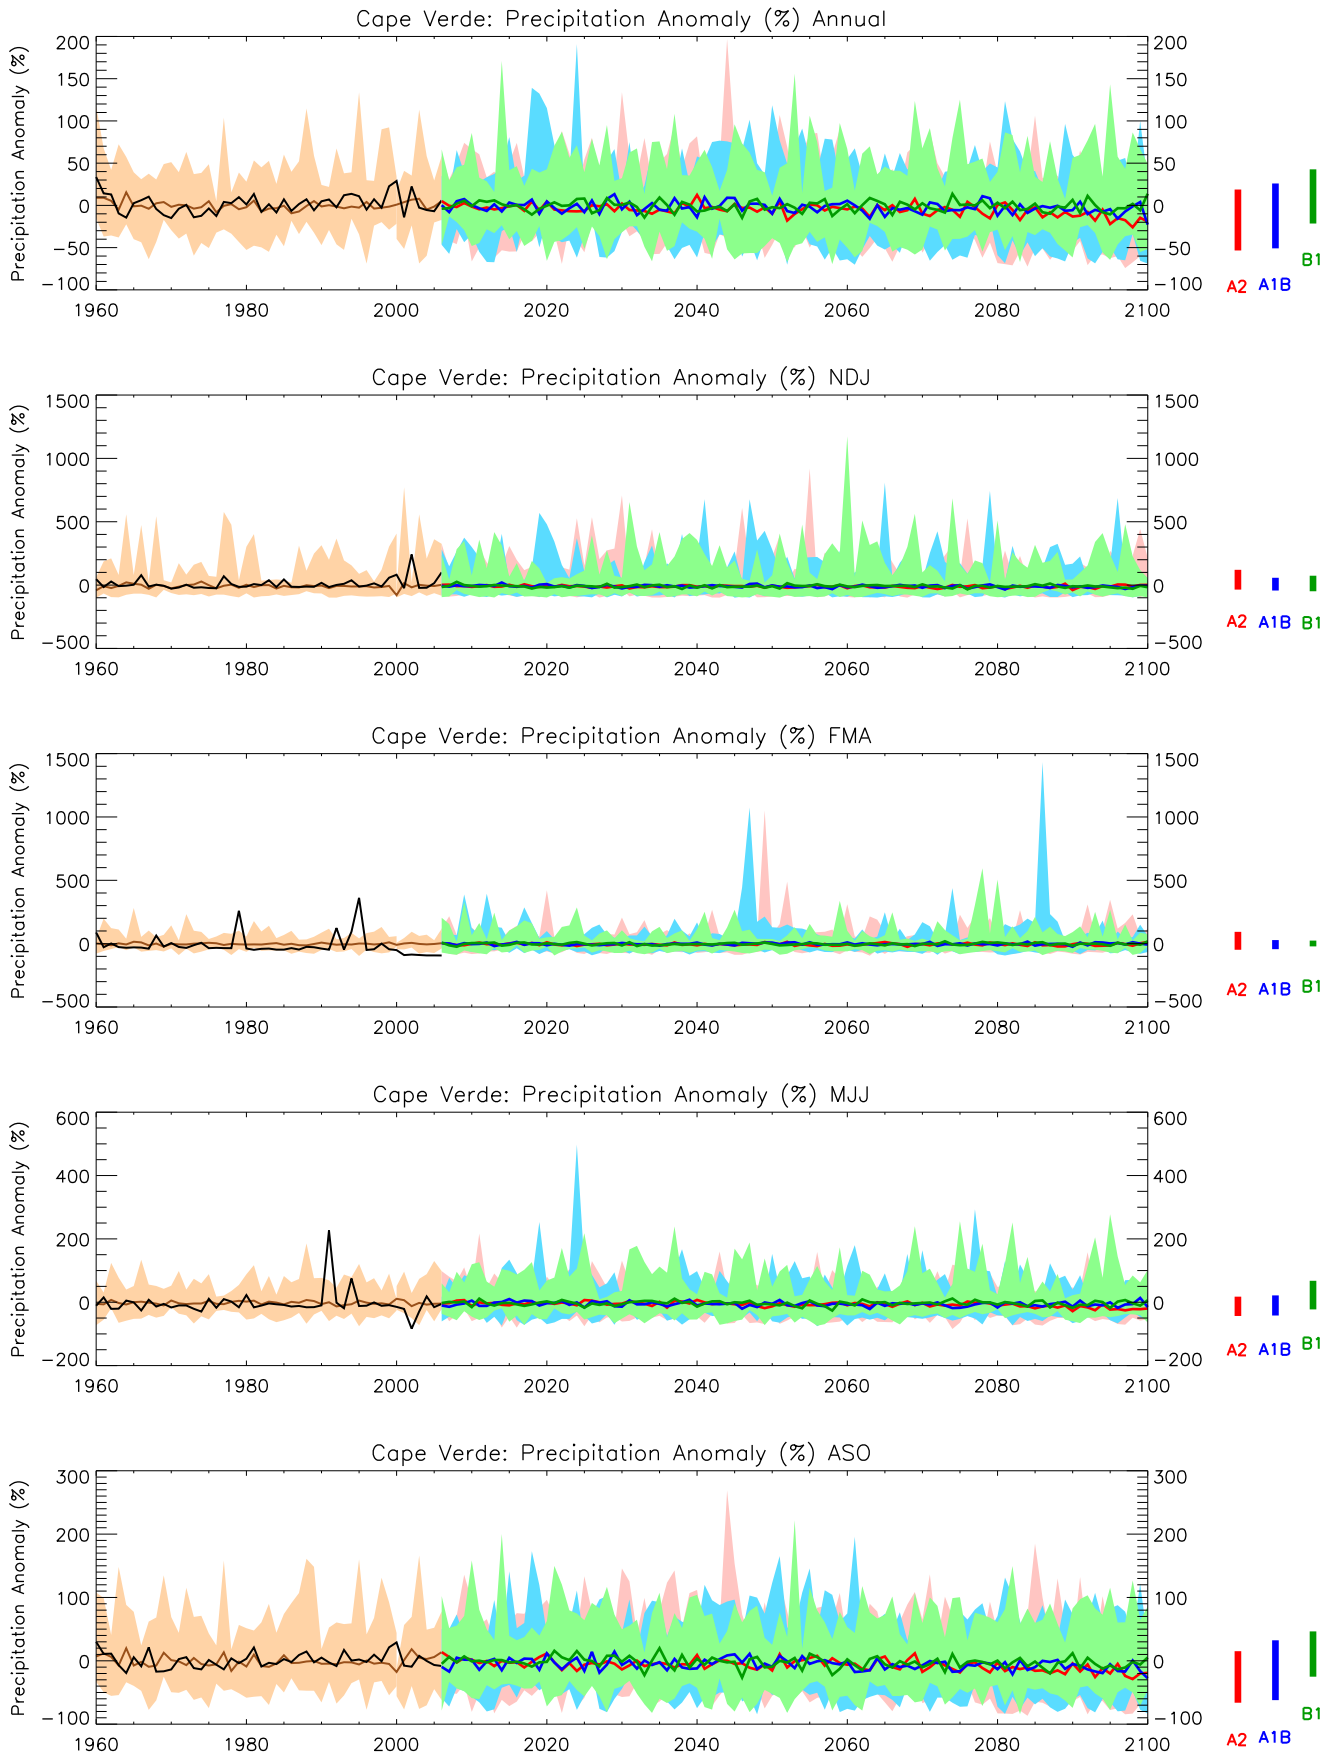 Cape Verde: Precipitation Anomaly (%) Annual
Precipitation Anomaly (%)
200 150 100 50 0 −50 −100
200 150 100 50 0 −50 −100
1960 1980 2000 2020 2040 2060 2080 2100
A2 A1B B1
Cape Verde: Precipitation Anomaly (%) NDJ
Precipitation Anomaly (%)
1500 1000 500 0 −500
1500 1000 500 0 −500
1960 1980 2000 2020 2040 2060 2080 2100
A2 A1B B1
Cape Verde: Precipitation Anomaly (%) FMA
Precipitation Anomaly (%)
1500 1000 500 0 −500
1500 1000 500 0 −500
1960 1980 2000 2020 2040 2060 2080 2100
A2 A1B B1
Cape Verde: Precipitation Anomaly (%) MJJ
Precipitation Anomaly (%)
600 400 200 0 −200
600 400 200 0 −200
1960 1980 2000 2020 2040 2060 2080 2100
A2 A1B B1
Cape Verde: Precipitation Anomaly (%) ASO
Precipitation Anomaly (%)
300 200 100 0 −100
300 200 100 0 −100
1960 1980 2000 2020 2040 2060 2080 2100
A2 A1B B1